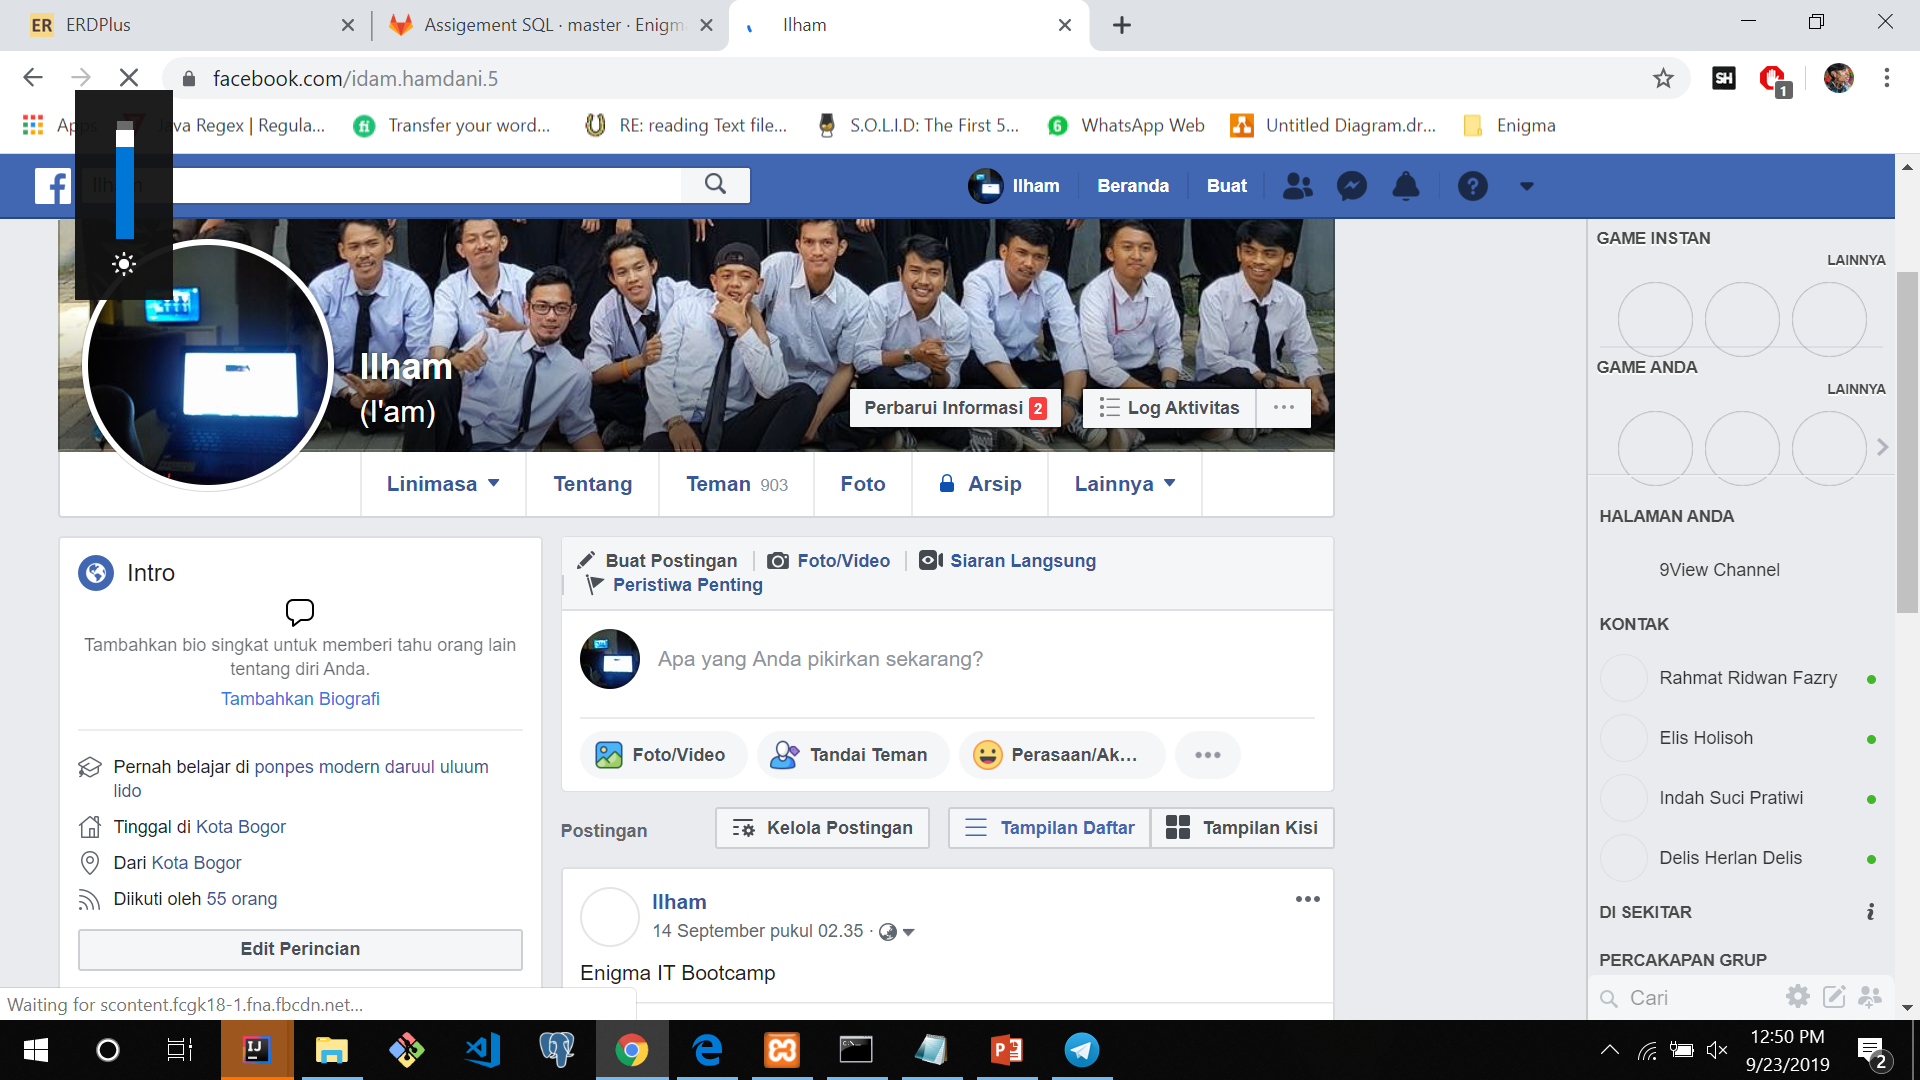 ERDPlus
Assigement SQL · master · Enigma
Ilham
facebook.com/idam.hamdani.5
SH
1
Apps
Java Regex | Regula...
Transfer your word...
RE: reading Text file...
S.O.L.I.D: The First 5...
WhatsApp Web
Untitled Diagram.dr...
Enigma
Ilham
Ilham
Beranda
Buat
Ilham
(I'am)
Perbarui Informasi 2
Log Aktivitas
Linimasa
Tentang
Teman 903
Foto
Arsip
Lainnya
Intro
Tambahkan bio singkat untuk memberi tahu orang lain
tentang diri Anda.
Tambahkan Biografi
Pernah belajar di ponpes modern daruul uluum
lido
Tinggal di Kota Bogor
Dari Kota Bogor
Diikuti oleh 55 orang
Edit Perincian
Buat Postingan
Foto/Video
Siaran Langsung
Peristiwa Penting
Apa yang Anda pikirkan sekarang?
Foto/Video
Tandai Teman
Perasaan/Ak...
Postingan
Kelola Postingan
Tampilan Daftar
Tampilan Kisi
Ilham
14 September pukul 02.35 ·
Enigma IT Bootcamp
GAME INSTAN
LAINNYA
GAME ANDA
LAINNYA
HALAMAN ANDA
9View Channel
KONTAK
Rahmat Ridwan Fazry
Elis Holisoh
Indah Suci Pratiwi
Delis Herlan Delis
DI SEKITAR
PERCAKAPAN GRUP
Cari
Waiting for scontent.fcgk18-1.fna.fbcdn.net...
12:50 PM
9/23/2019
2